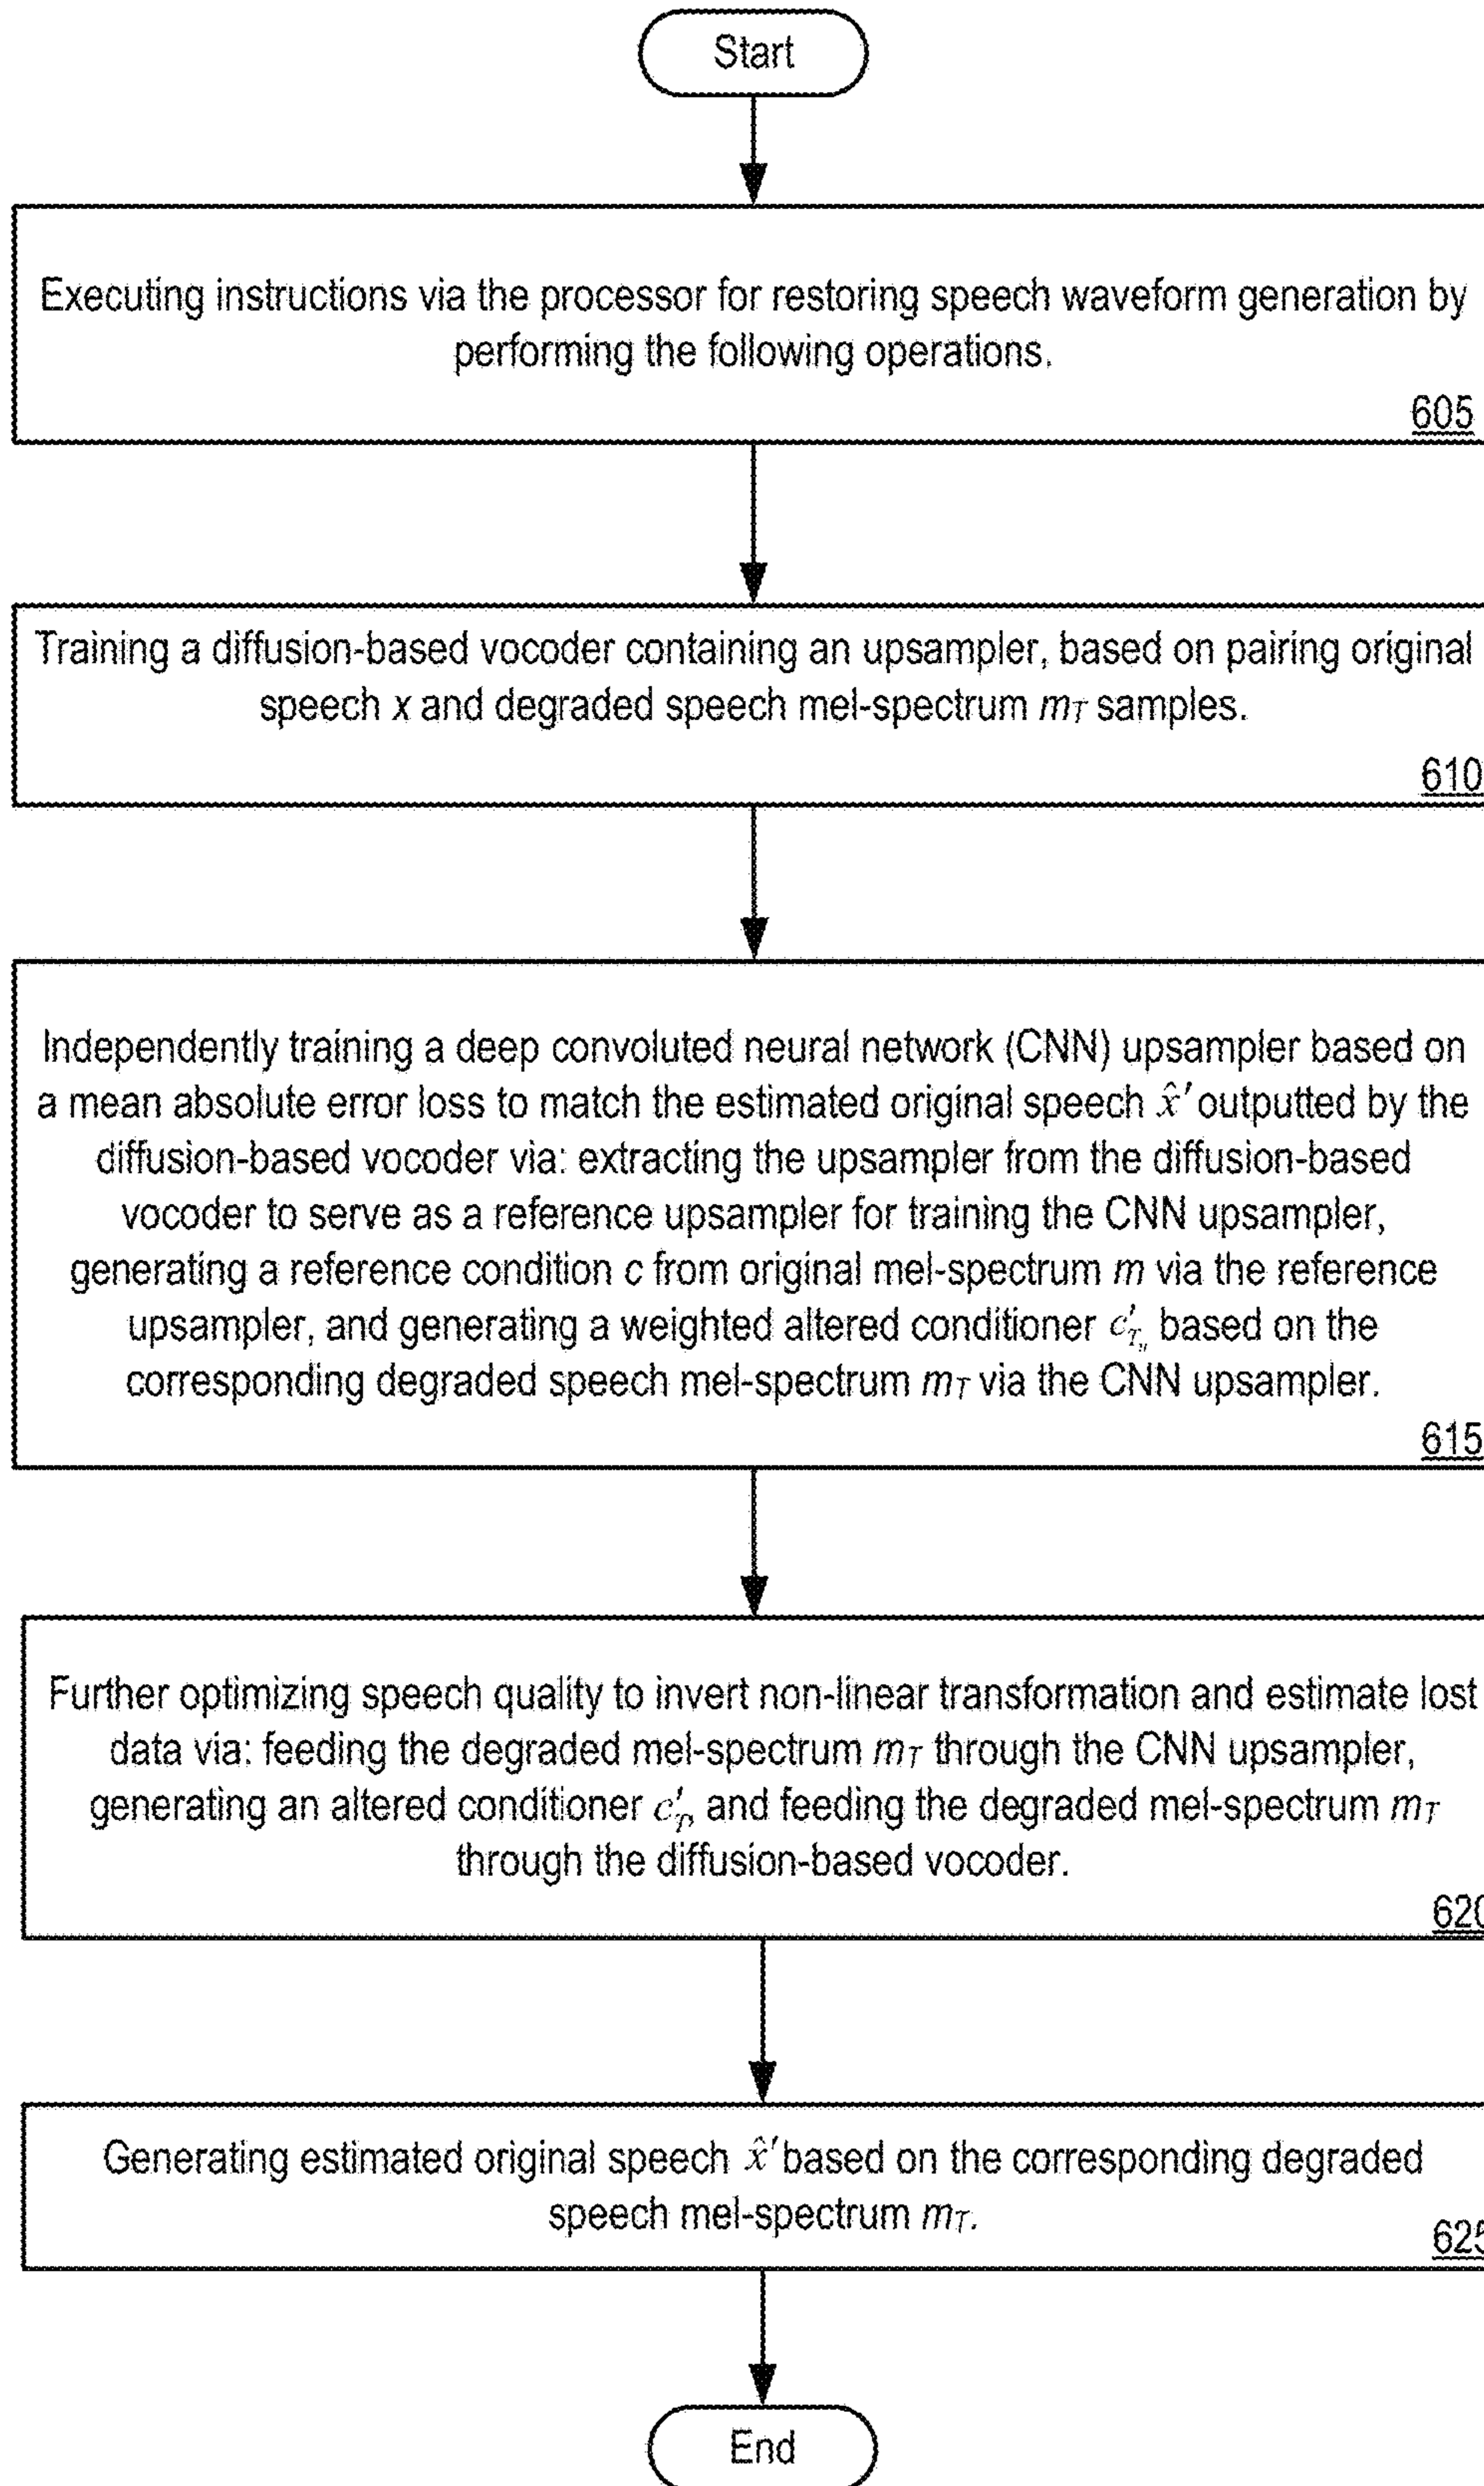 Start
Executing instructions via the processor for restoring speech waveform generation by
performing the following operations.
605
Training a diffusion-based vocoder containing an upsampler, based on pairing original
speech x and degraded speech mel-spectrum m_T samples.
610
Independently training a deep convoluted neural network (CNN) upsampler based on
a mean absolute error loss to match the estimated original speech x̂′ outputted by the
diffusion-based vocoder via: extracting the upsampler from the diffusion-based
vocoder to serve as a reference upsampler for training the CNN upsampler,
generating a reference condition c from original mel-spectrum m via the reference
upsampler, and generating a weighted altered conditioner c′ based on the
corresponding degraded speech mel-spectrum m_T via the CNN upsampler.
615
Further optimizing speech quality to invert non-linear transformation and estimate lost
data via: feeding the degraded mel-spectrum m_T through the CNN upsampler,
generating an altered conditioner c′ and feeding the degraded mel-spectrum m_T
through the diffusion-based vocoder.
620
Generating estimated original speech x̂′ based on the corresponding degraded
speech mel-spectrum m_T.
625
End